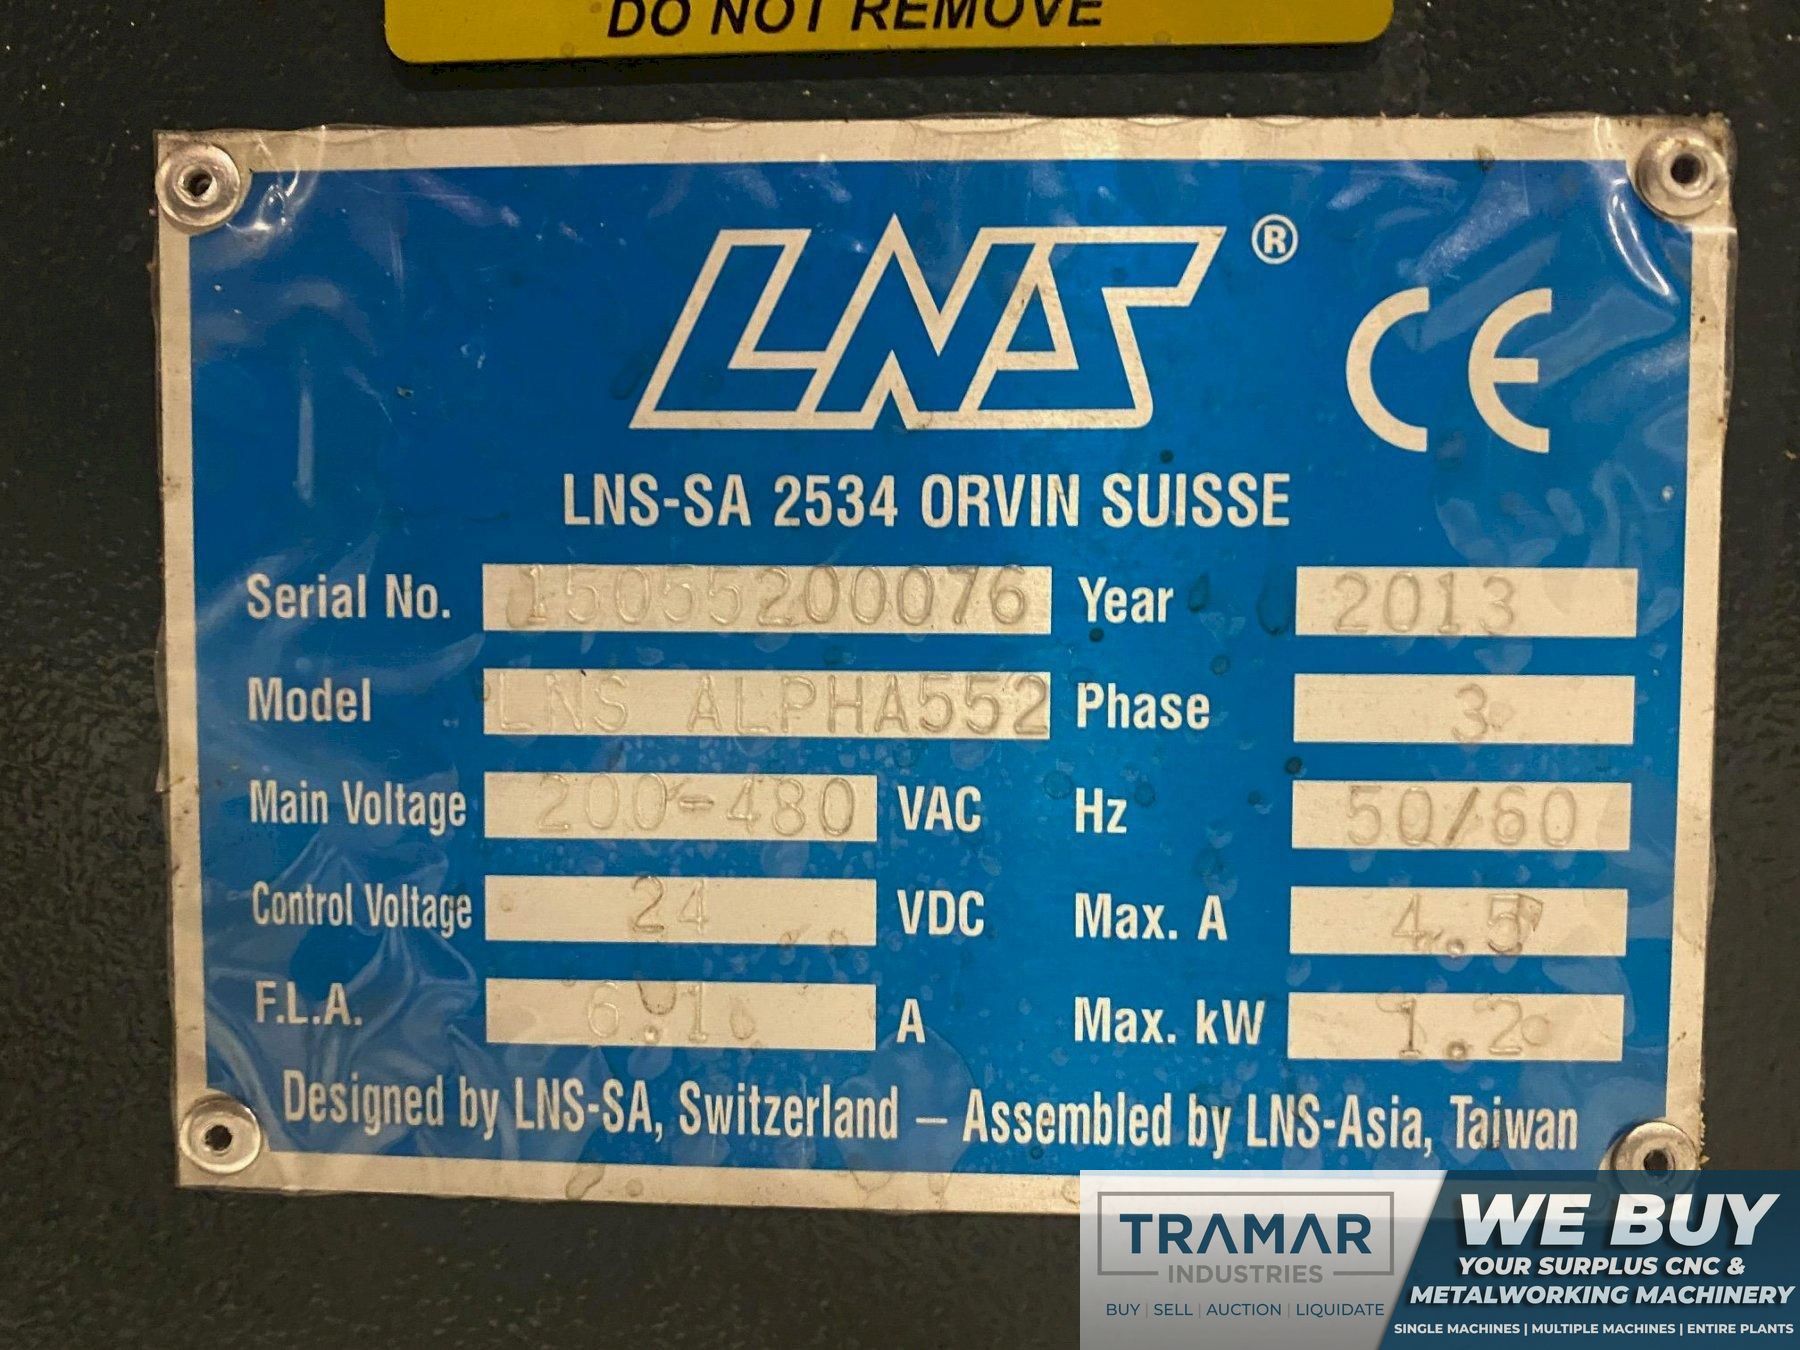 DO NOT REMOVE
LNS ®
CE
LNS-SA 2534 ORVIN SUISSE
Serial No. 15055200076 Year 2013
Model LNS ALPHA552 Phase 3
Main Voltage 200-480 VAC Hz 50/60
Control Voltage 24 VDC Max. A 4.5
F.L.A. 6.1 A Max. kW 1.2
Designed by LNS-SA, Switzerland – Assembled by LNS-Asia, Taiwan
TRAMAR
INDUSTRIES
BUY | SELL | AUCTION | LIQUIDATE
WE BUY
YOUR SURPLUS CNC &
METALWORKING MACHINERY
SINGLE MACHINES | MULTIPLE MACHINES | ENTIRE PLANTS